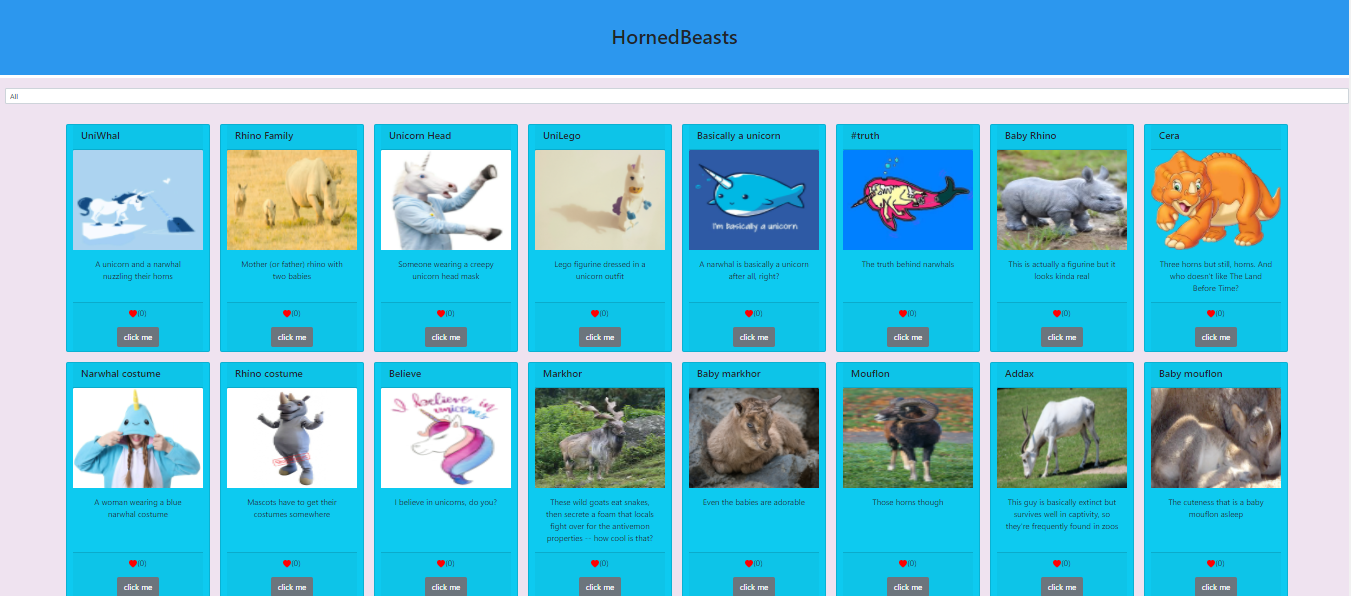 HornedBeasts
All
UniWhal
Rhino Family
Unicorn Head
UniLego
Basically a unicorn
#truth
Baby Rhino
Cera
I'm basically a unicorn
A unicorn and a narwhal
nuzzling their horns
Mother (or father) rhino with
two babies
Someone wearing a creepy
unicorn head mask
Lego figurine dressed in a
unicorn outfit
A narwhal is basically a unicorn
after all, right?
The truth behind narwhals
This is actually a figurine but it
looks kinda real
Three horns but still, horns. And
who doesn't like The Land
Before Time?
(0)
(0)
(0)
(0)
(0)
(0)
(0)
(0)
click me
click me
click me
click me
click me
click me
click me
click me
Narwhal costume
Rhino costume
Believe
Markhor
Baby markhor
Mouflon
Addax
Baby mouflon
I believe in
unicorns
A woman wearing a blue
narwhal costume
Mascots have to get their
costumes somewhere
I believe in unicorns, do you?
These wild goats eat snakes,
then secrete a foam that locals
fight over for the antivemon
properties -- how cool is that?
Even the babies are adorable
Those horns though
This guy is basically extinct but
survives well in captivity, so
they're frequently found in zoos
The cuteness that is a baby
mouflon asleep
(0)
(0)
(0)
(0)
(0)
(0)
(0)
(0)
click me
click me
click me
click me
click me
click me
click me
click me